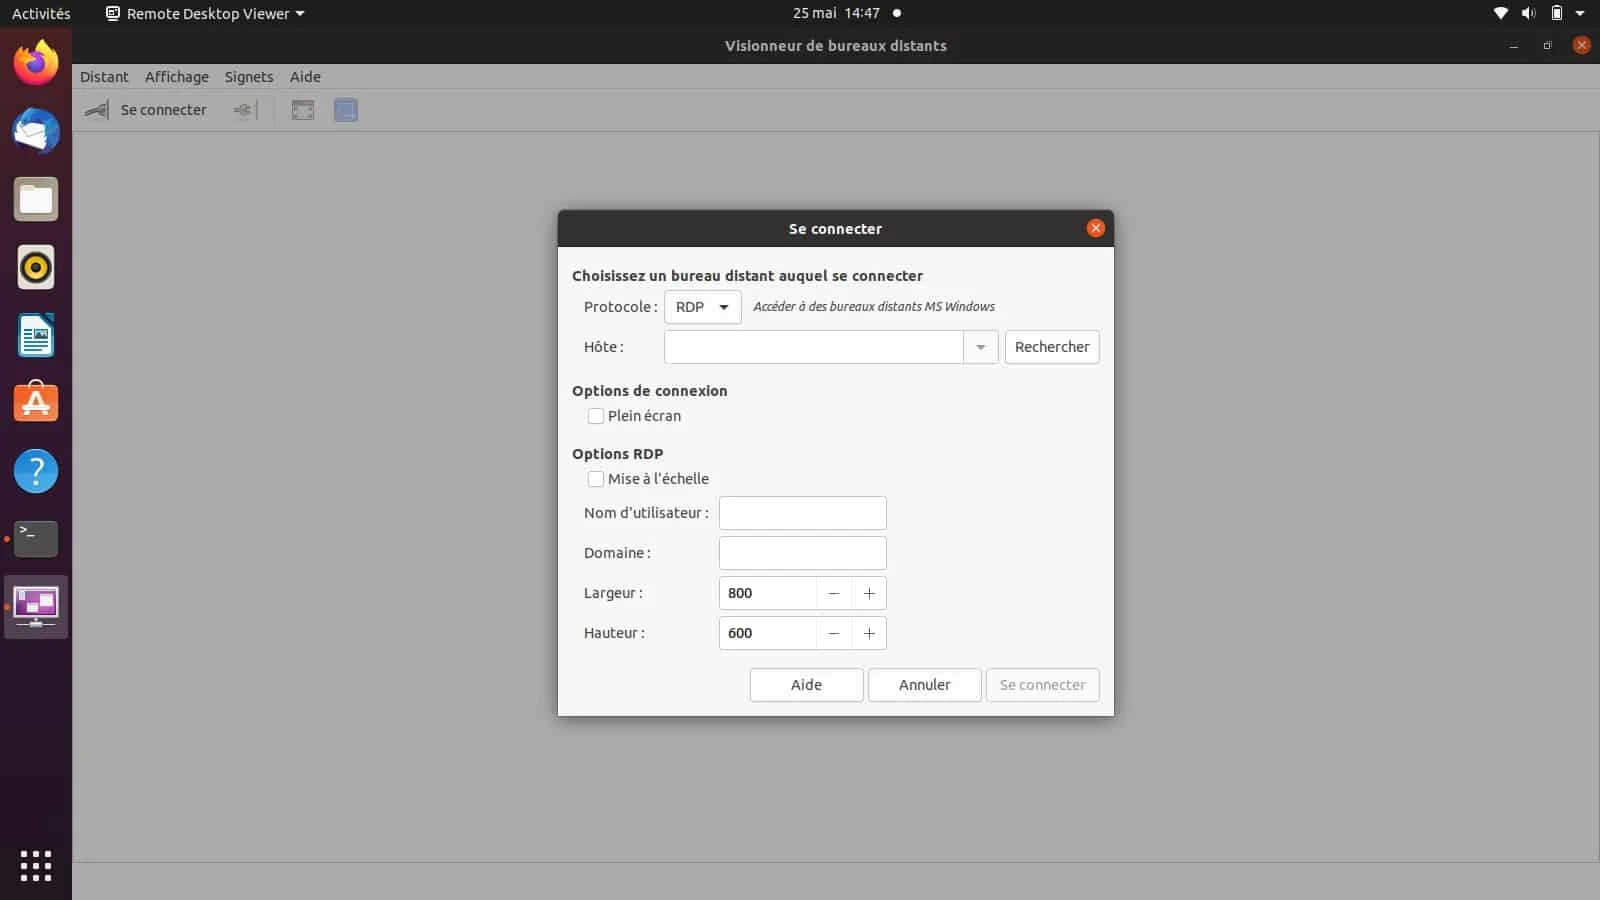 Activités Remote Desktop Viewer 25 mai 14:47
Visionneur de bureaux distants
Distant Affichage Signets Aide
Se connecter
Se connecter
Choisissez un bureau distant auquel se connecter
Protocole : RDP Accéder à des bureaux distants MS Windows
Hôte : Rechercher
Options de connexion
Plein écran
Options RDP
Mise à l'échelle
Nom d'utilisateur :
Domaine :
Largeur : 800 − +
Hauteur : 600 − +
Aide Annuler Se connecter